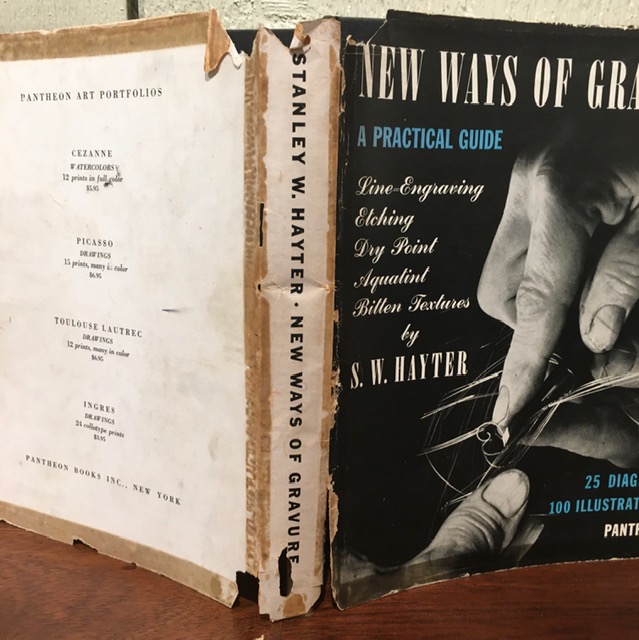 PANTHEON ART PORTFOLIOS
CEZANNE
WATERCOLORS
12 prints in full color
$5.95
PICASSO
DRAWINGS
15 prints, many in color
$6.95
TOULOUSE LAUTREC
DRAWINGS
12 prints, many in color
$6.95
INGRES
DRAWINGS
24 collotype prints
$3.95
PANTHEON BOOKS INC., NEW YORK
STANLEY W. HAYTER · NEW WAYS OF GRAVURE
NEW WAYS OF GRA
A PRACTICAL GUIDE
Line-Engraving
Etching
Dry Point
Aquatint
Bitten Textures
by
S. W. HAYTER
25 DIAG
100 ILLUSTRAT
PANTH